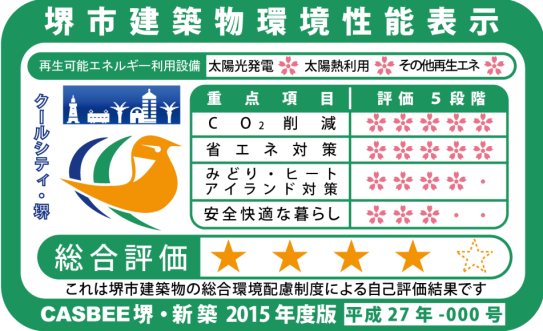 堺市建築物環境性能表示
再生可能エネルギー利用設備 太陽光発電 太陽熱利用 その他再生エネ
クールシティ・堺
重点項目 評価 5段階
CO2削減
省エネ対策
みどり・ヒート
アイランド対策
安全快適な暮らし
総合評価
これは堺市建築物の総合環境配慮制度による自己評価結果です
CASBEE堺・新築 2015年度版 平成27年-000号